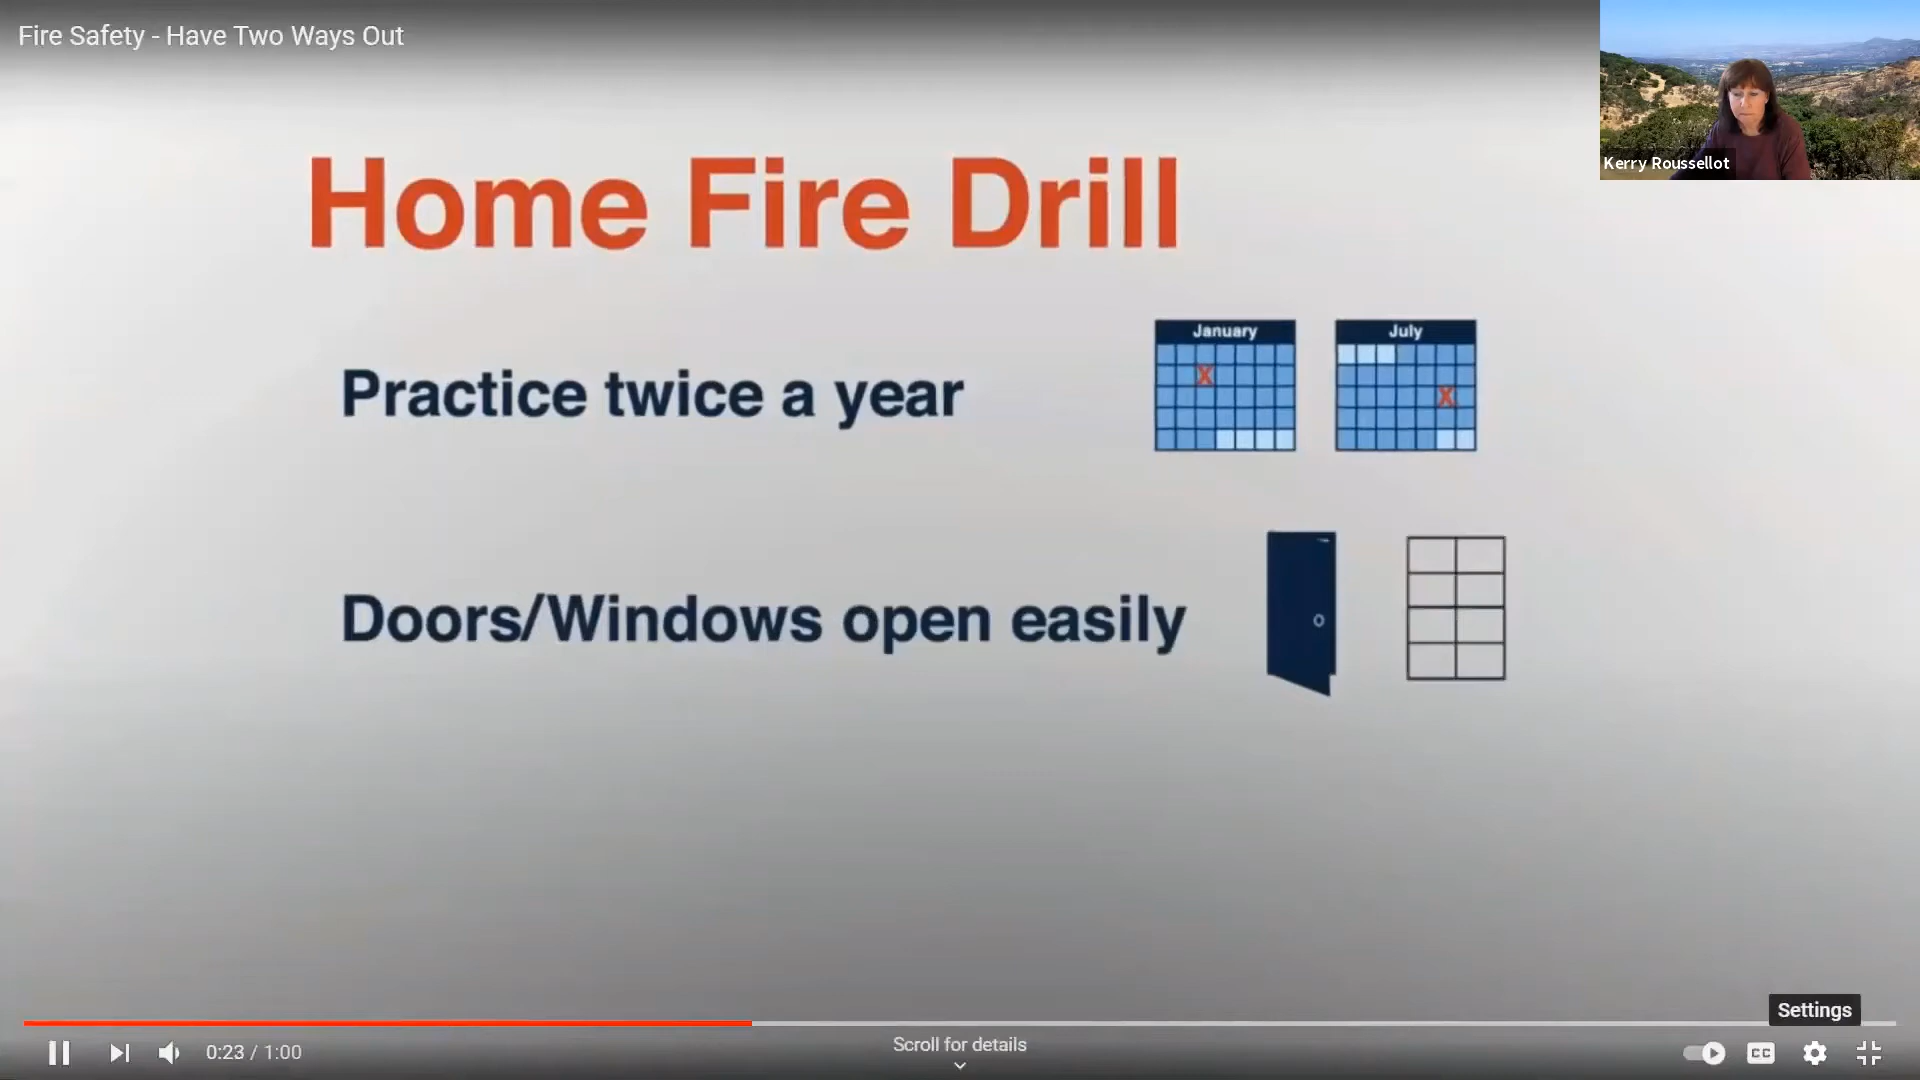 Fire Safety - Have Two Ways Out
Kerry Roussellot
Home Fire Drill
January
July
X
X
Practice twice a year
Doors/Windows open easily
Settings
0:23 / 1:00
Scroll for details
CC